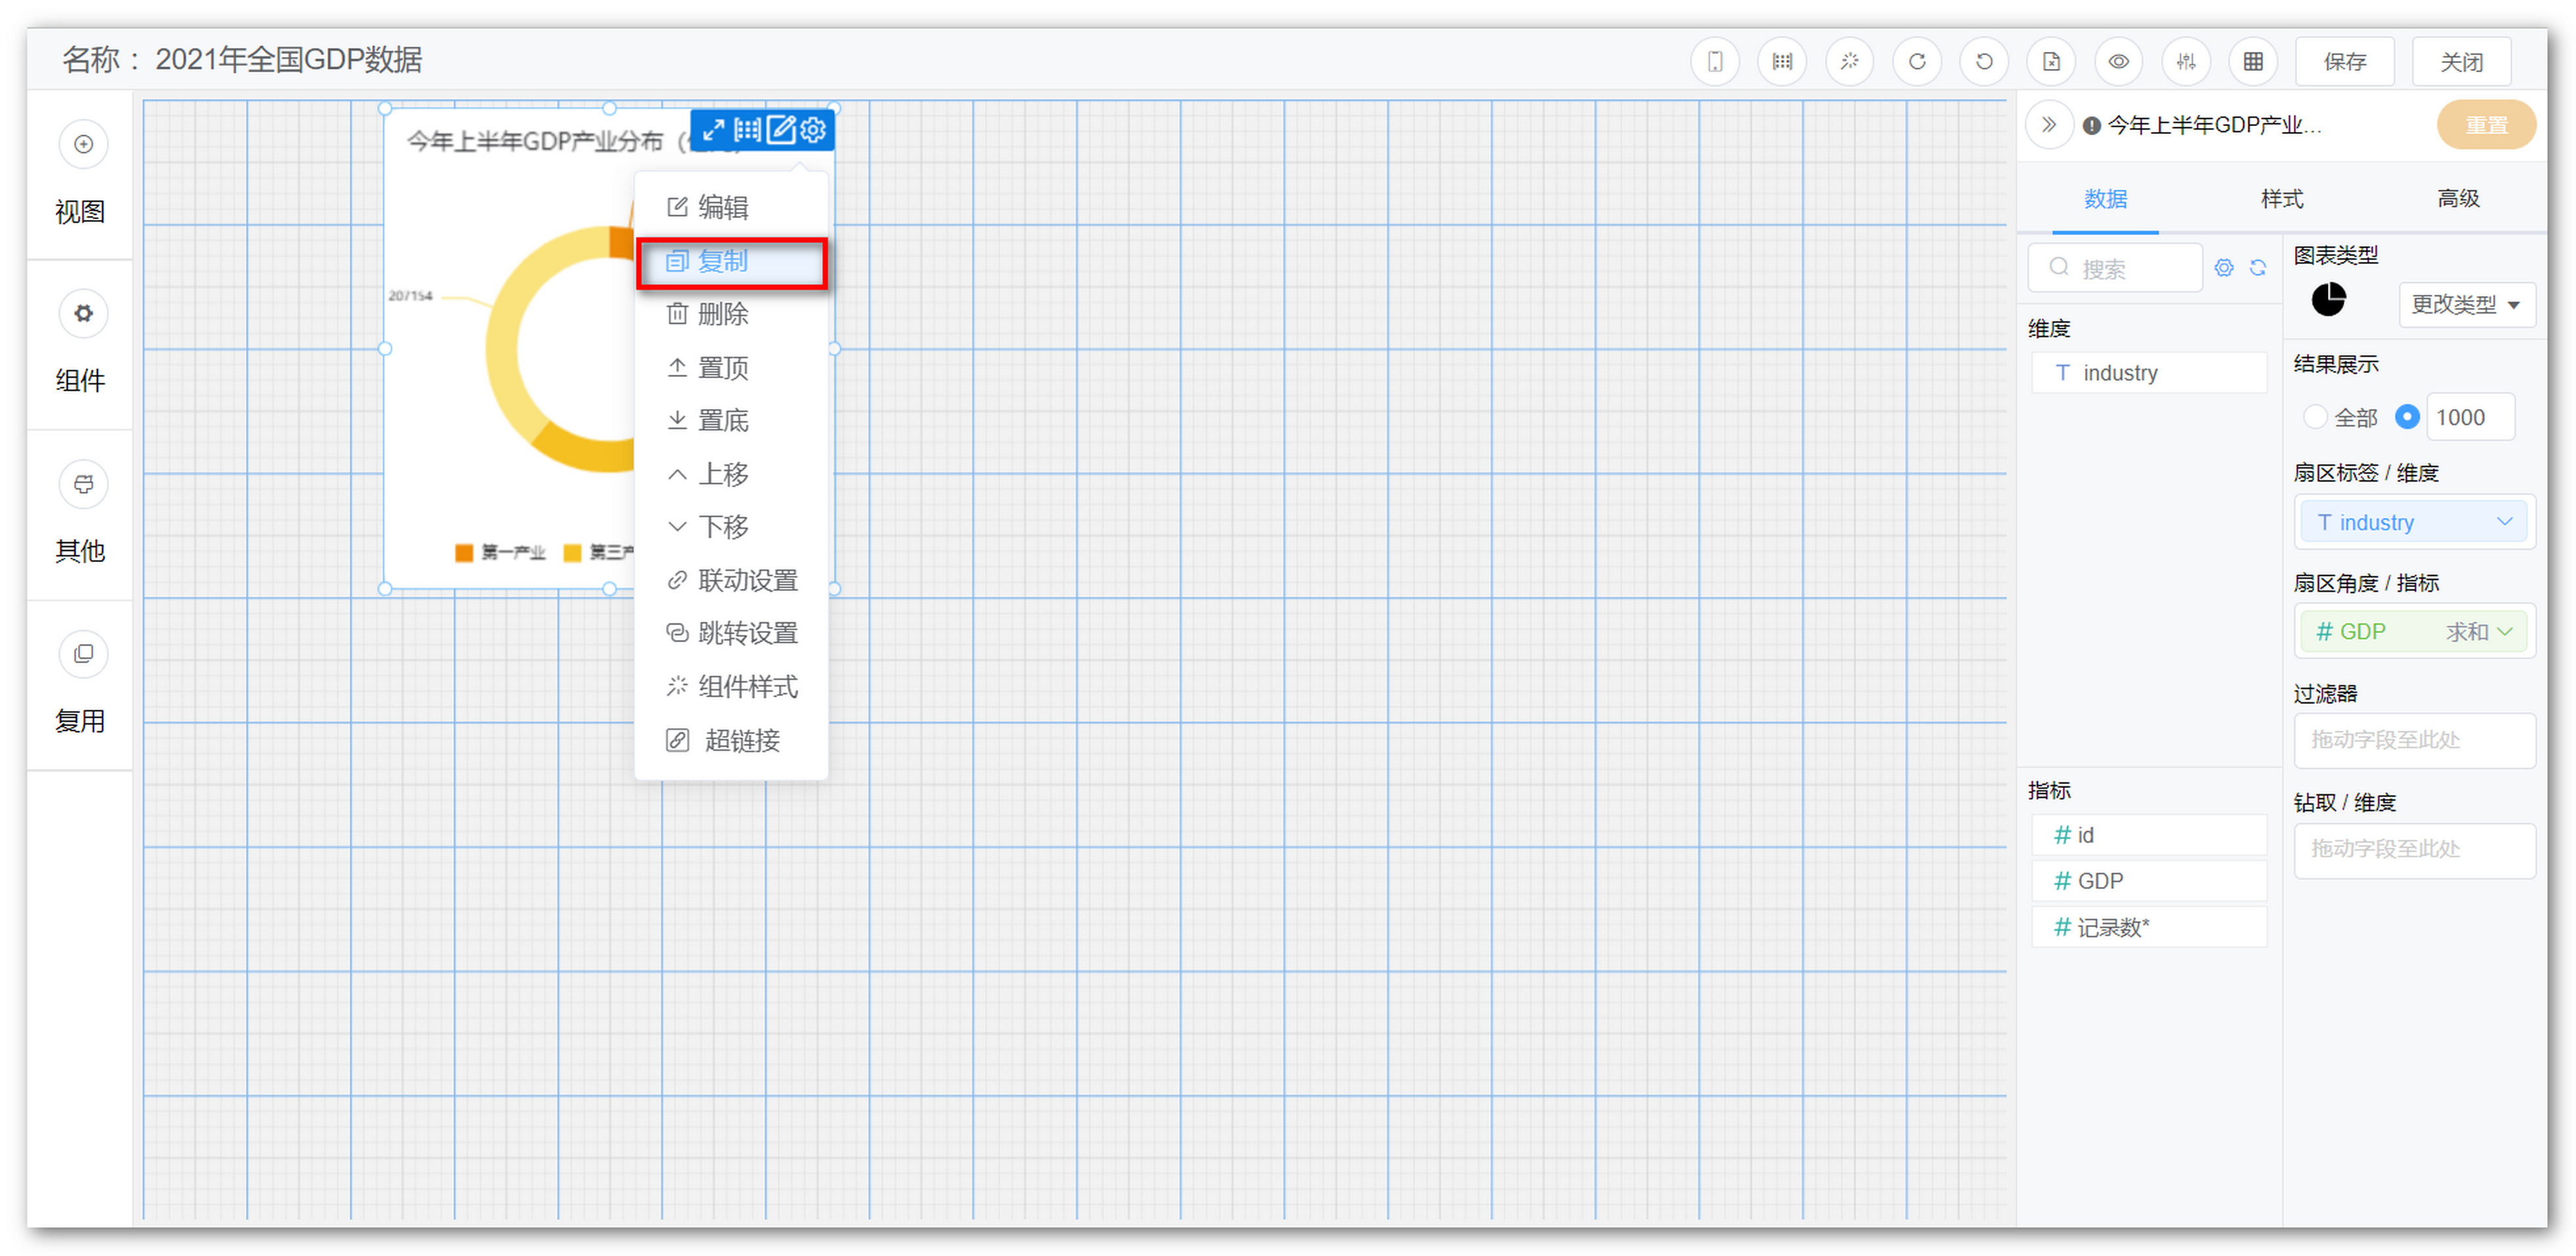 名称： 2021年全国GDP数据
保存
关闭
视图
组件
其他
复用
今年上半年GDP产业分布（
207154
第一产业
第三产
编辑
复制
删除
置顶
置底
上移
下移
联动设置
跳转设置
组件样式
超链接
今年上半年GDP产业...
重置
数据
样式
高级
搜索
维度
T industry
指标
# id
# GDP
# 记录数*
图表类型
更改类型
结果展示
全部
1000
扇区标签 / 维度
T industry
扇区角度 / 指标
# GDP 求和
过滤器
拖动字段至此处
钻取 / 维度
拖动字段至此处